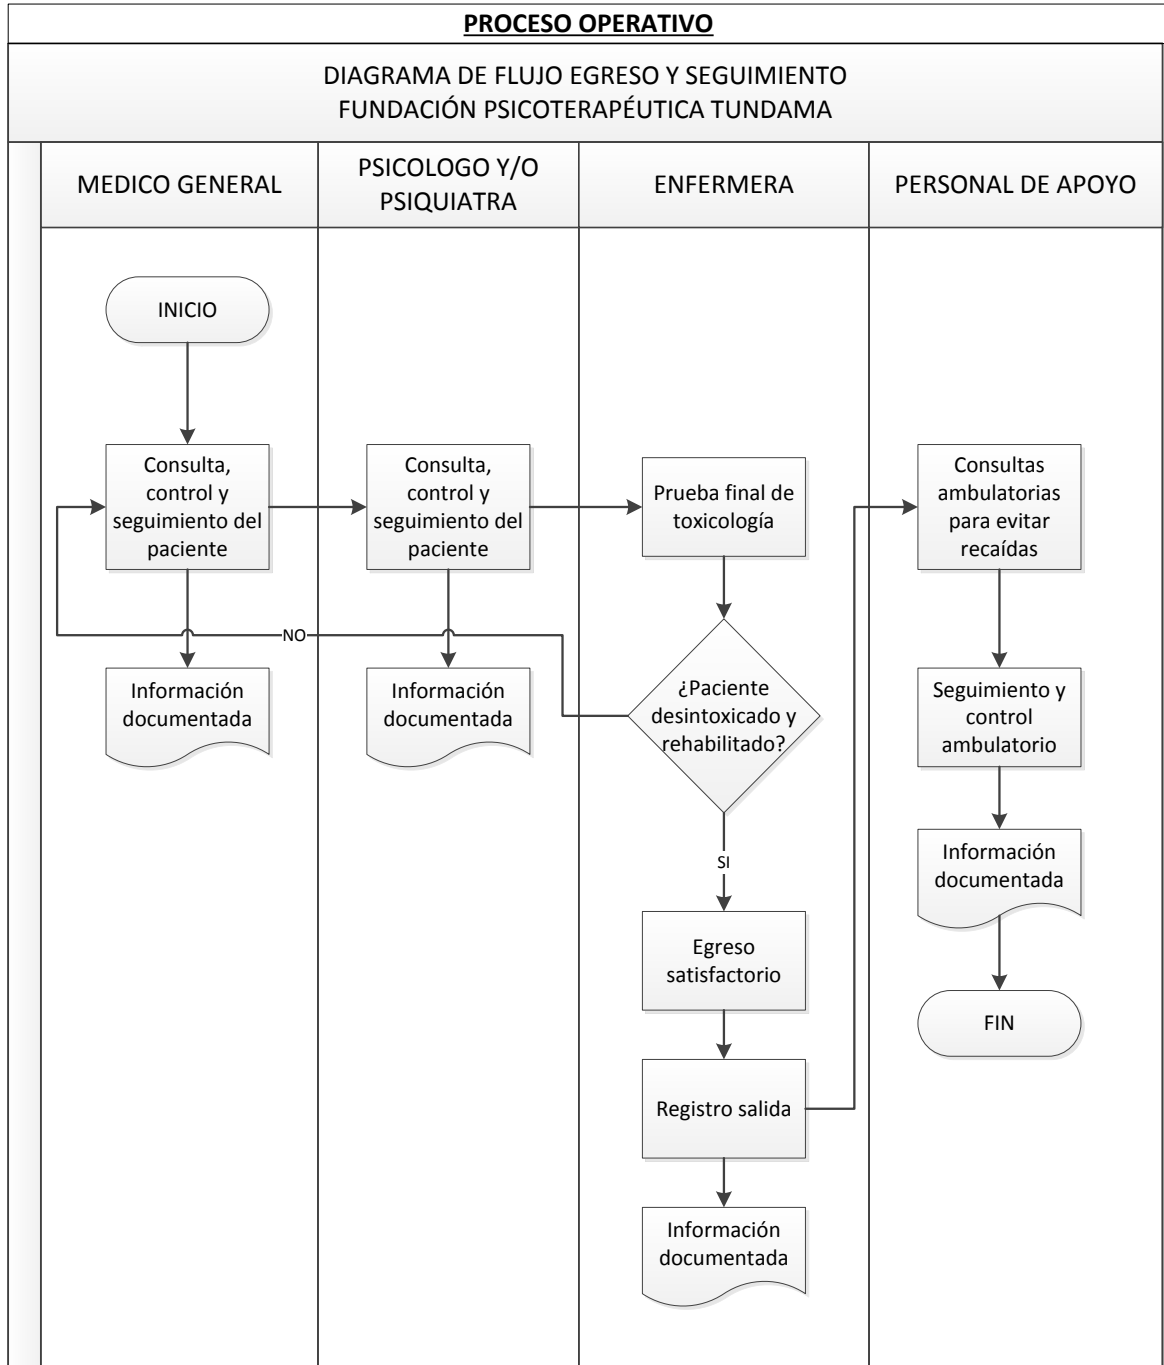 PROCESO OPERATIVO
DIAGRAMA DE FLUJO EGRESO Y SEGUIMIENTO
FUNDACIÓN PSICOTERAPÉUTICA TUNDAMA
MEDICO GENERAL
PSICOLOGO Y/O
PSIQUIATRA
ENFERMERA
PERSONAL DE APOYO
INICIO
Consulta,
control y
seguimiento del
paciente
Información
documentada
Consulta,
control y
seguimiento del
paciente
Información
documentada
NO
Prueba final de
toxicología
¿Paciente
desintoxicado y
rehabilitado?
SI
Egreso
satisfactorio
Registro salida
Información
documentada
Consultas
ambulatorias
para evitar
recaídas
Seguimiento y
control
ambulatorio
Información
documentada
FIN